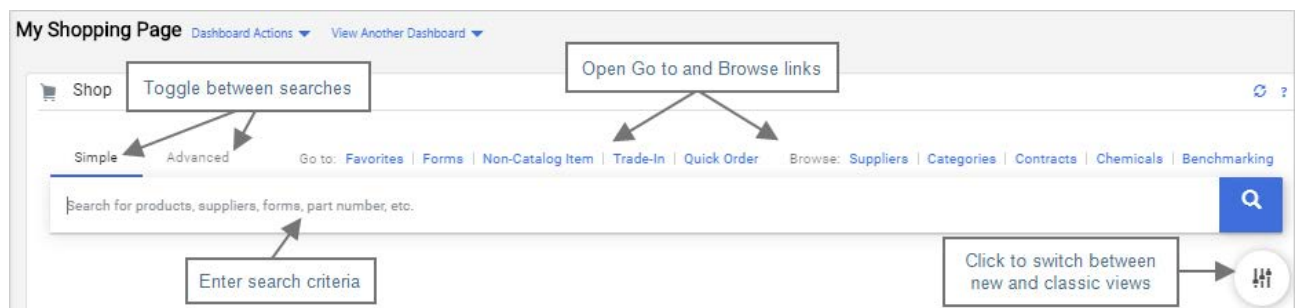 My Shopping Page Dashboard Actions View Another Dashboard
Open Go to and Browse links
Shop Toggle between searches ?
Simple Advanced Go to: Favorites | Forms | Non-Catalog Item | Trade-In | Quick Order Browse: Suppliers | Categories | Contracts | Chemicals | Benchmarking
Search for products, suppliers, forms, part number, etc.
Enter search criteria
Click to switch between
new and classic views